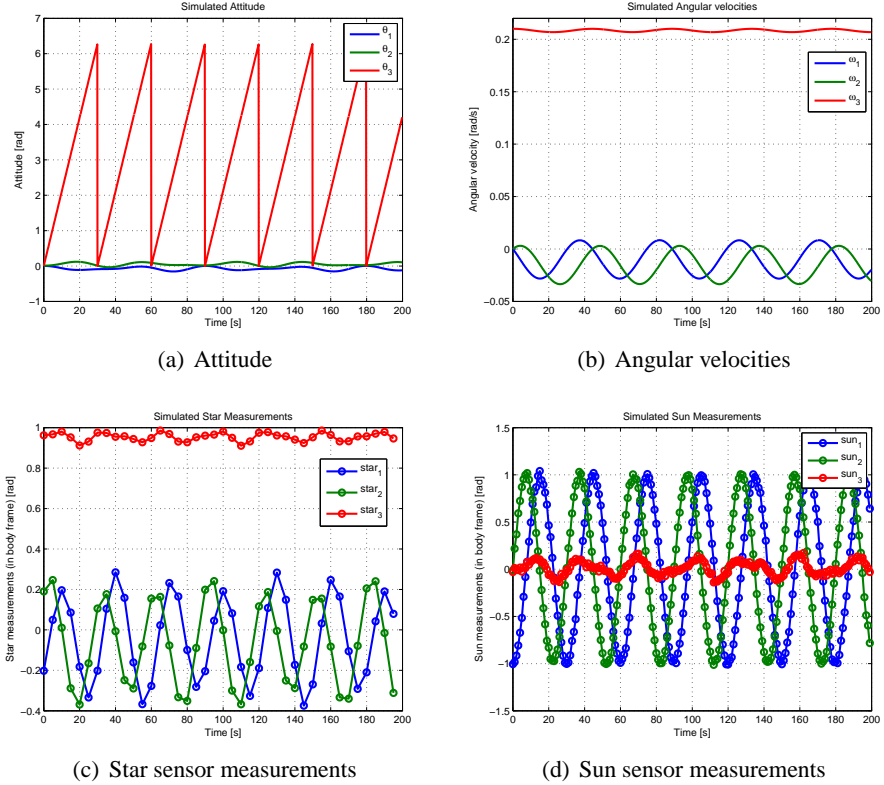 Simulated Attitude
7
6
5
4
3
2
1
0
−1
Attitude [rad]
0 20 40 60 80 100 120 140 160 180 200
Time [s]
θ1
θ2
θ3
(a) Attitude
Simulated Angular velocities
0.2
0.15
0.1
0.05
0
−0.05
Angular velocity [rad/s]
0 20 40 60 80 100 120 140 160 180 200
Time [s]
ω1
ω2
ω3
(b) Angular velocities
Simulated Star Measurements
1
0.8
0.6
0.4
0.2
0
−0.2
−0.4
Star measurements (in body frame) [rad]
0 20 40 60 80 100 120 140 160 180 200
Time [s]
star1
star2
star3
(c) Star sensor measurements
Simulated Sun Measurements
1.5
1
0.5
0
−0.5
−1
−1.5
Sun measurements (in body frame) [rad]
0 20 40 60 80 100 120 140 160 180 200
Time [s]
sun1
sun2
sun3
(d) Sun sensor measurements